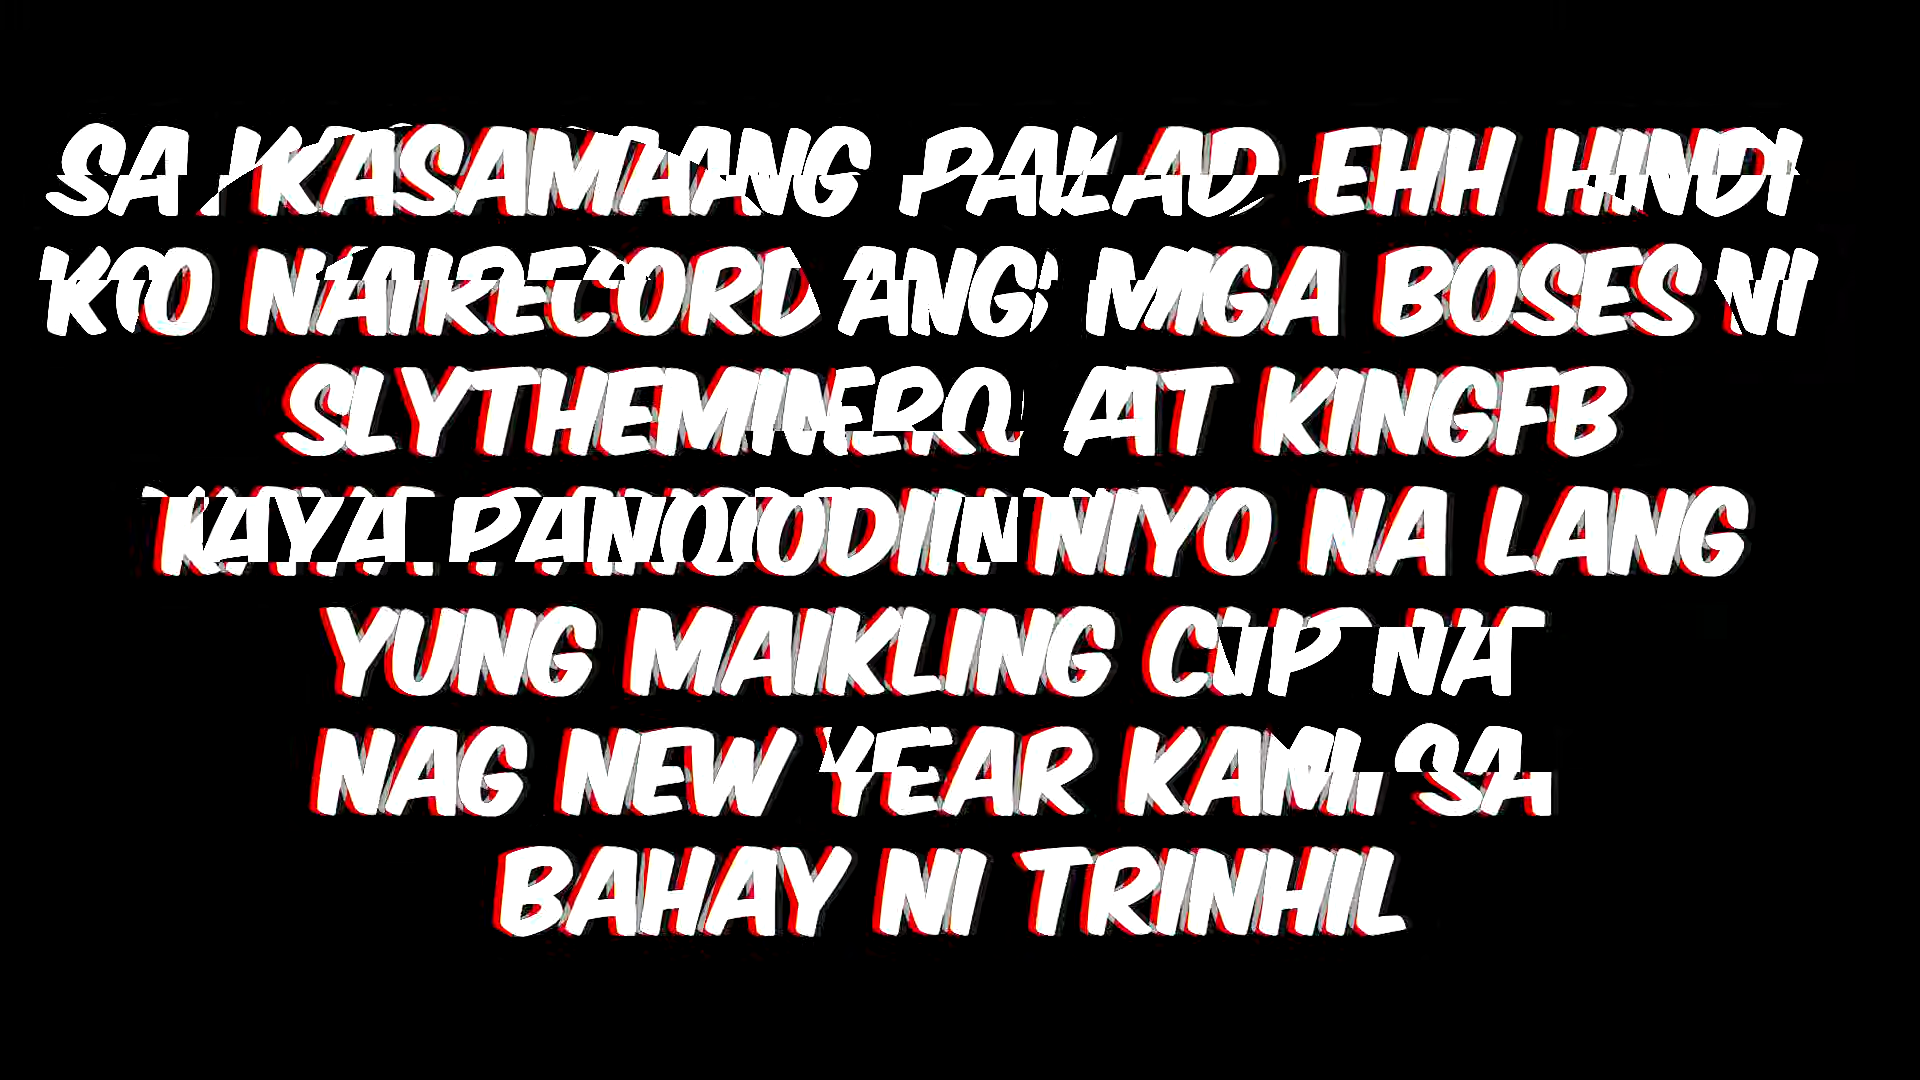 SA KASAMAANG PALAD EHH HINDI
KO NAIRECORD ANG MGA BOSES NI
SLYTHEMINERO AT KINGFB
KAYA PANOODIN NIYO NA LANG
YUNG MAIKLING CLIP NA
NAG NEW YEAR KAMI SA
BAHAY NI TRINHIL